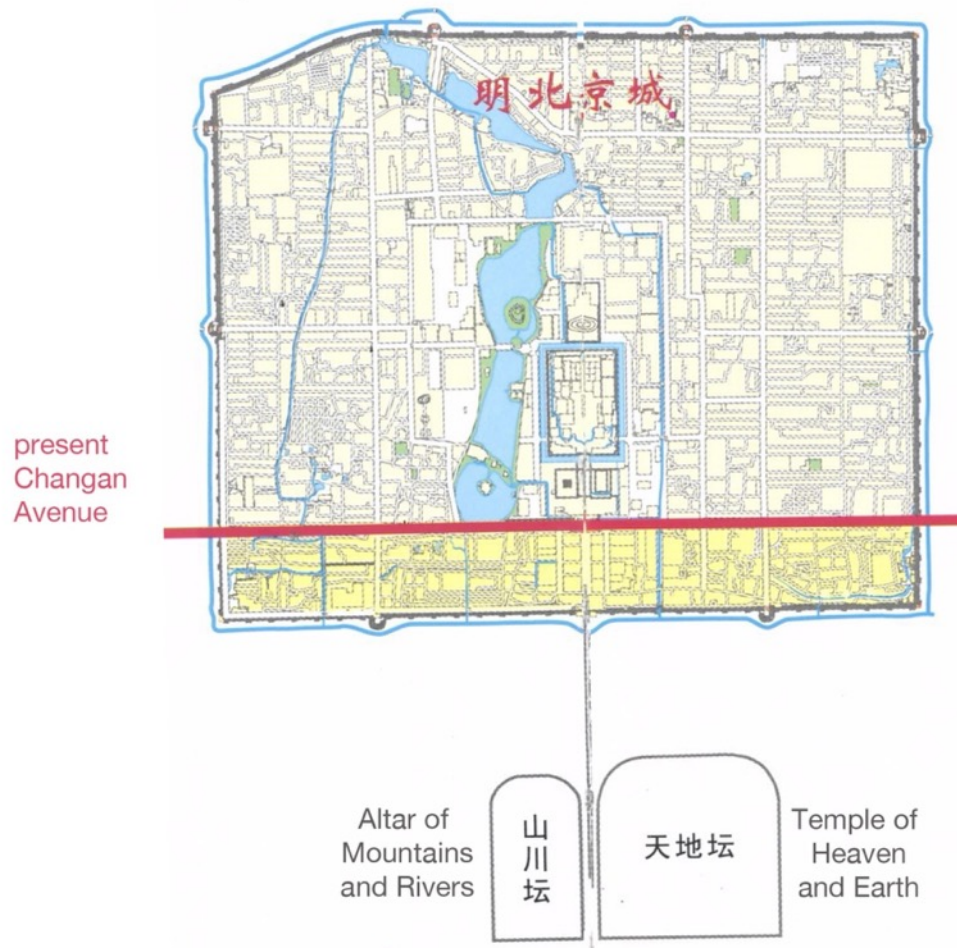 明北京城
present
Changan
Avenue
Altar of
Mountains
and Rivers
山川坛
天地坛
Temple of
Heaven
and Earth